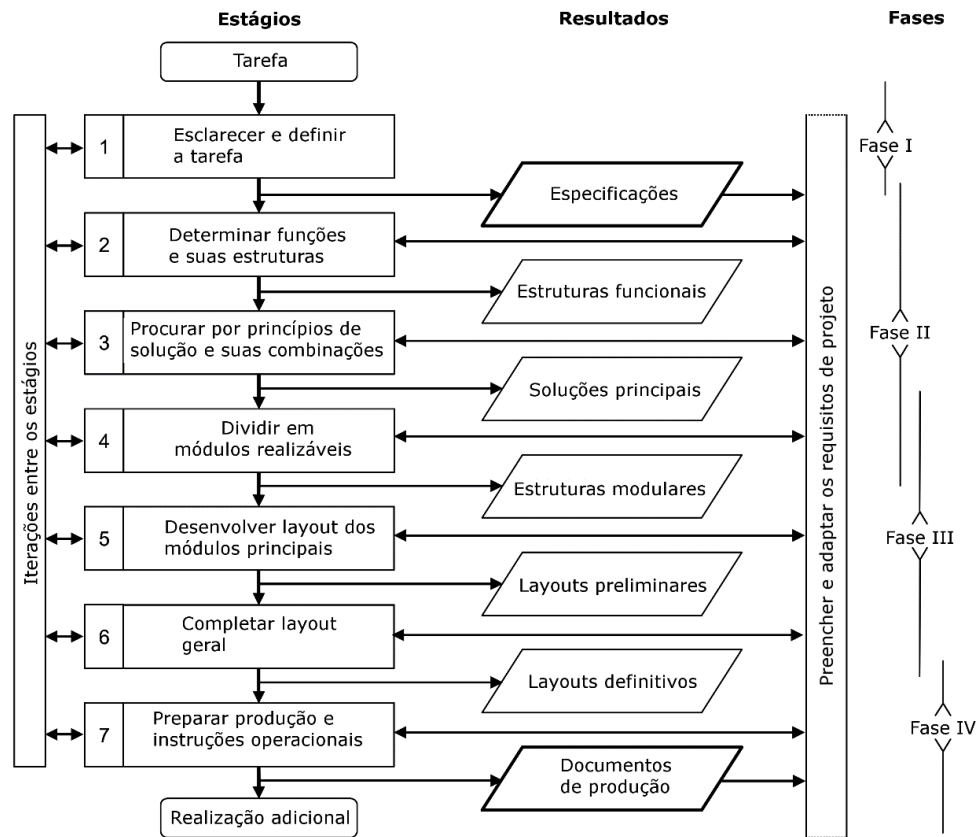 Estágios
Resultados
Fases
Tarefa
1
Esclarecer e definir
a tarefa
Fase I
Especificações
2
Determinar funções
e suas estruturas
Estruturas funcionais
3
Procurar por princípios de
solução e suas combinações
Fase II
Soluções principais
4
Dividir em
módulos realizáveis
Estruturas modulares
5
Desenvolver layout dos
módulos principais
Fase III
Layouts preliminares
6
Completar layout
geral
Layouts definitivos
7
Preparar produção e
instruções operacionais
Fase IV
Documentos
de produção
Realização adicional
Iterações entre os estágios
Preencher e adaptar os requisitos de projeto